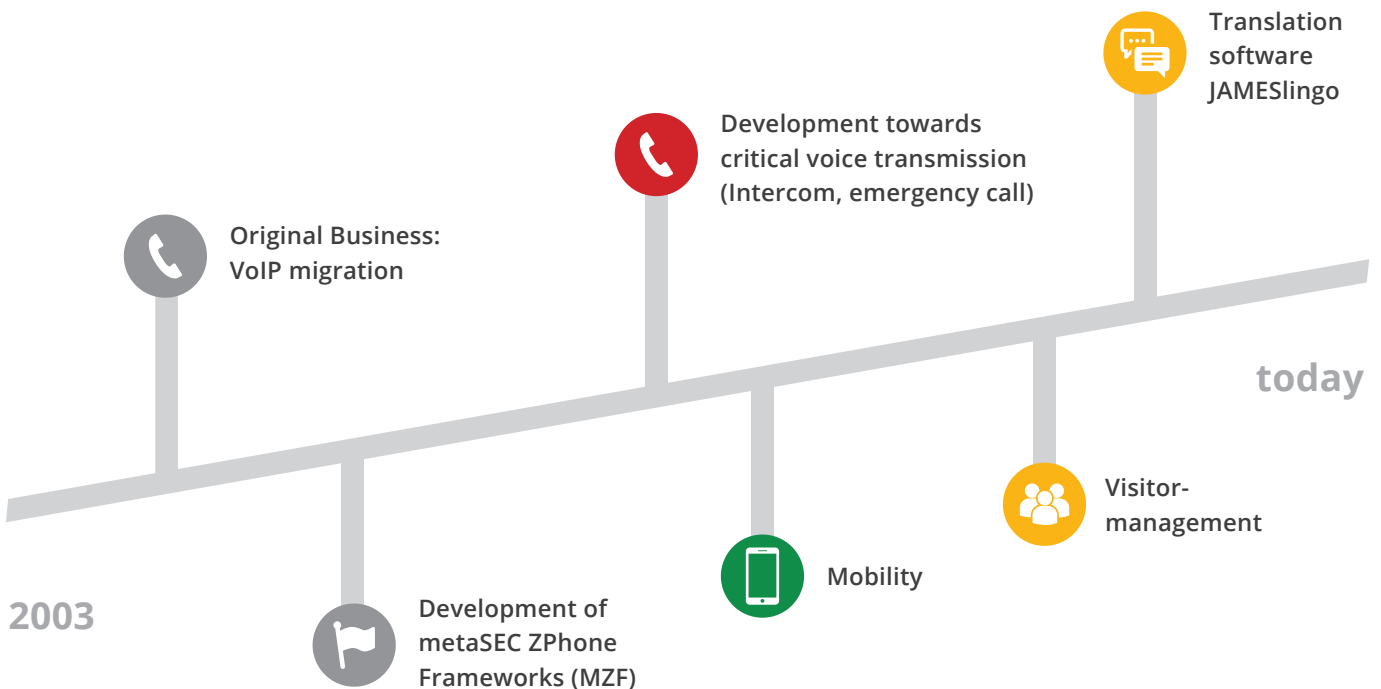 Translation
software
JAMESlingo
Development towards
critical voice transmission
(Intercom, emergency call)
Original Business:
VoIP migration
today
Visitor-
management
Mobility
2003
Development of
metaSEC ZPhone
Frameworks (MZF)